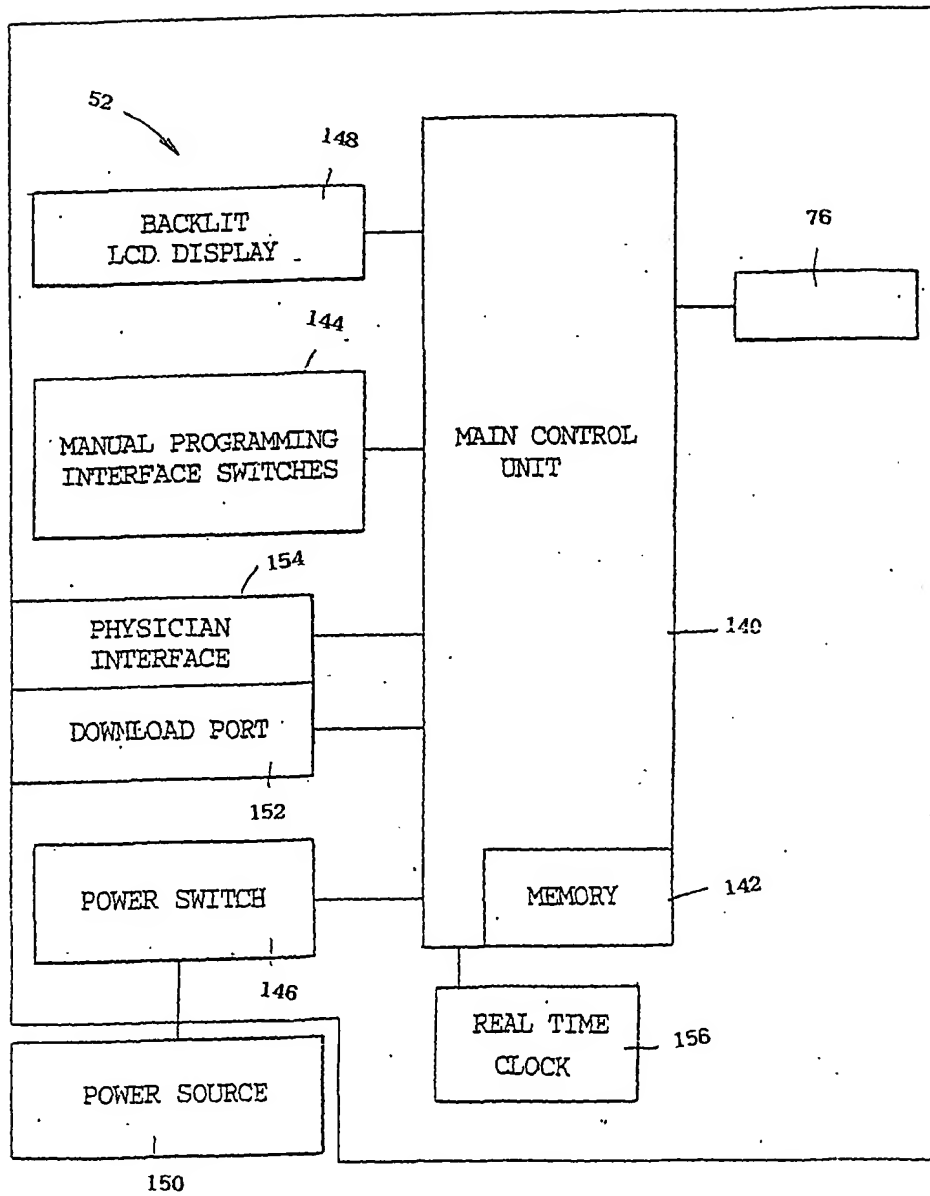 52
148
BACKLIT
LCD DISPLAY
76
144
MANUAL PROGRAMMING
INTERFACE SWITCHES
MAIN CONTROL
UNIT
154
PHYSICIAN
INTERFACE
140
DOWNLOAD PORT
152
POWER SWITCH
MEMORY
142
146
REAL TIME
CLOCK
156
POWER SOURCE
150